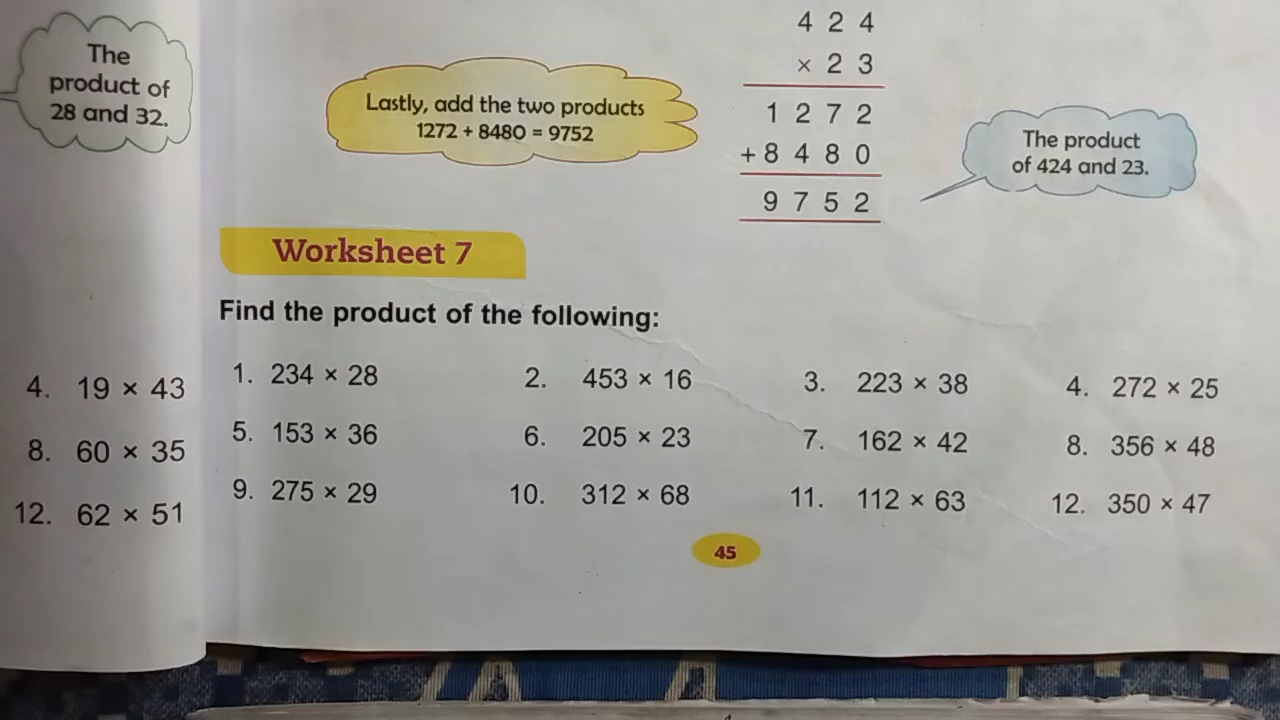 The
product of
28 and 32.
4. 19 × 43
8. 60 × 35
12. 62 × 51
Lastly, add the two products
1272 + 8480 = 9752
4 2 4
× 2 3
1 2 7 2
+ 8 4 8 0
9 7 5 2
The product
of 424 and 23.
Worksheet 7
Find the product of the following:
1. 234 × 28 2. 453 × 16 3. 223 × 38 4. 272 × 25
5. 153 × 36 6. 205 × 23 7. 162 × 42 8. 356 × 48
9. 275 × 29 10. 312 × 68 11. 112 × 63 12. 350 × 47
45